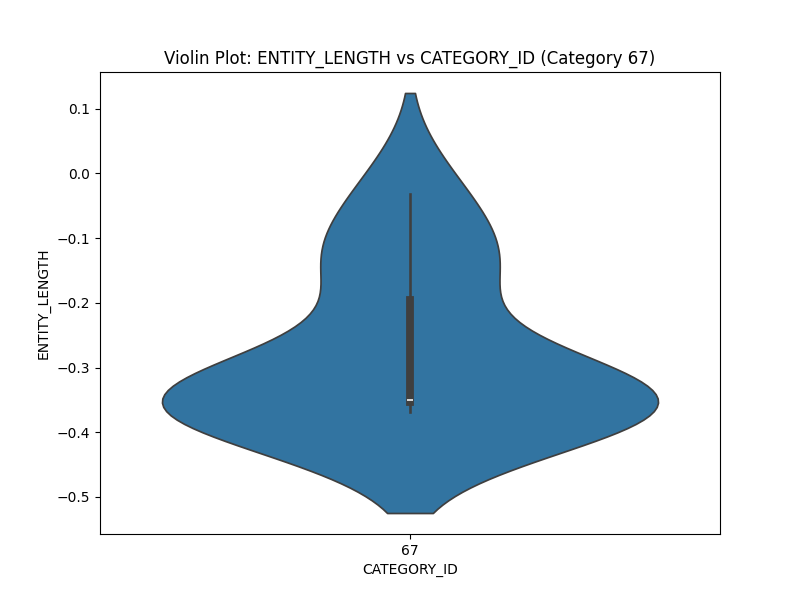 Violin Plot: ENTITY_LENGTH vs CATEGORY_ID (Category 67)
0.1
0.0
−0.1
−0.2
−0.3
−0.4
−0.5
ENTITY_LENGTH
67
CATEGORY_ID